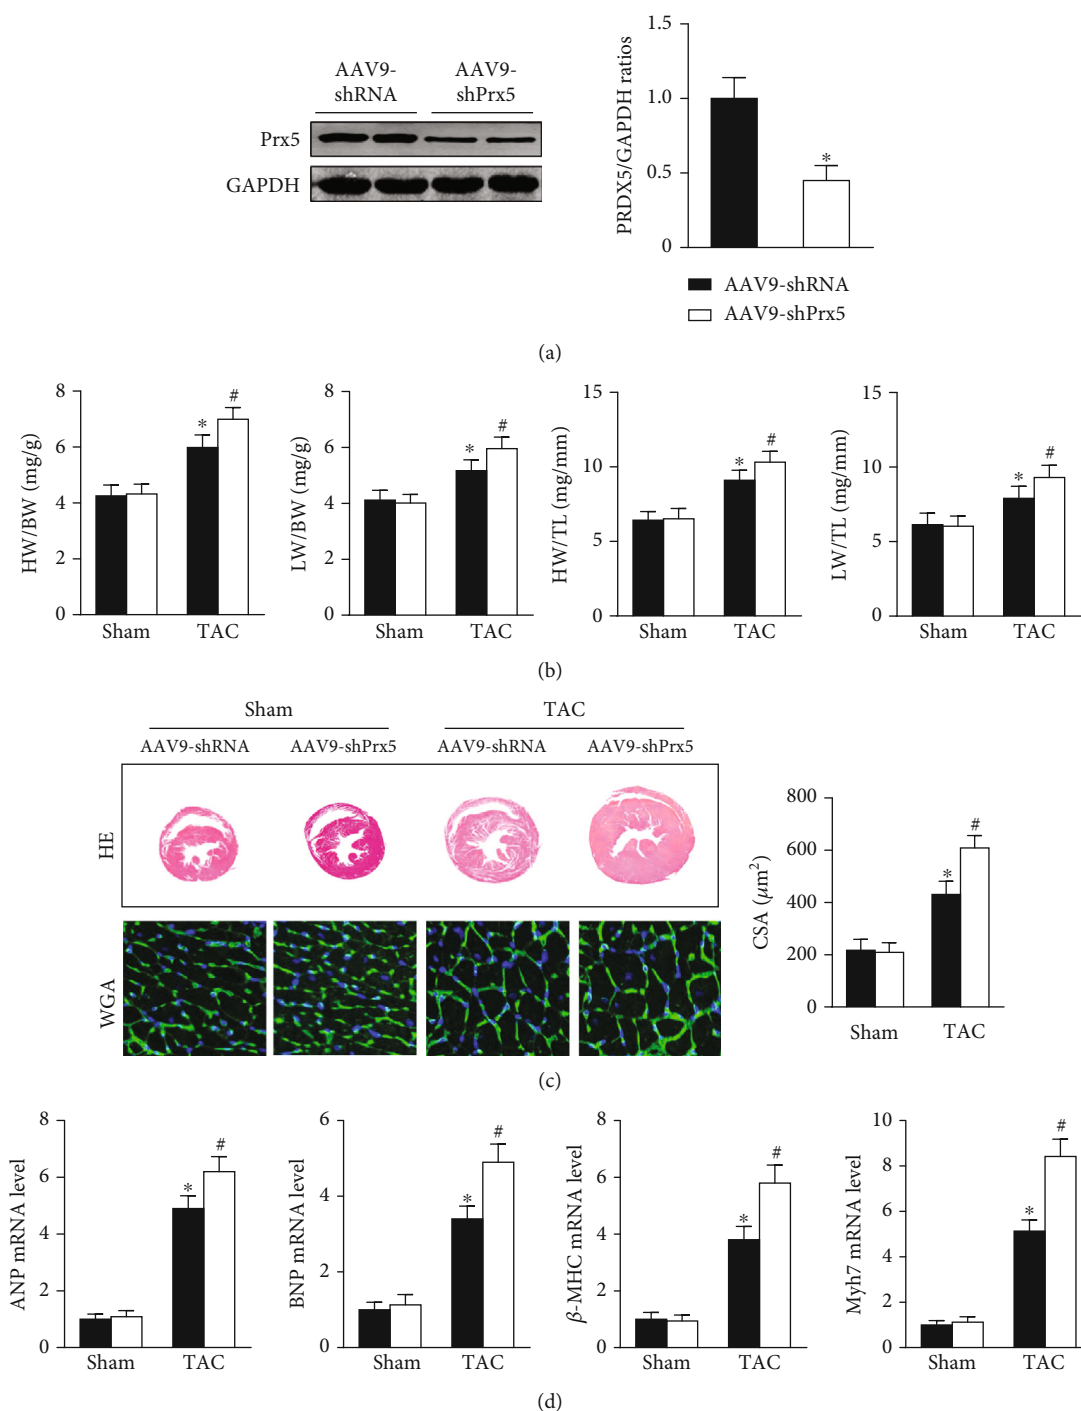 AAV9-
shRNA
AAV9-
shPrx5
Prx5
GAPDH
PRDX5/GAPDH ratios
1.5
1.0
0.5
0
*
AAV9-shRNA
AAV9-shPrx5
(a)
HW/BW (mg/g)
8
6
4
2
0
*
#
Sham
TAC
LW/BW (mg/g)
8
6
4
2
0
*
#
Sham
TAC
HW/TL (mg/mm)
15
10
5
0
*
#
Sham
TAC
LW/TL (mg/mm)
15
10
5
0
*
#
Sham
TAC
(b)
Sham
TAC
AAV9-shRNA
AAV9-shPrx5
AAV9-shRNA
AAV9-shPrx5
HE
WGA
CSA (μm²)
800
600
400
200
0
*
#
Sham
TAC
(c)
ANP mRNA level
8
6
4
2
0
*
#
Sham
TAC
BNP mRNA level
6
4
2
0
*
#
Sham
TAC
β-MHC mRNA level
8
6
4
2
0
*
#
Sham
TAC
Myh7 mRNA level
10
8
6
4
2
0
*
#
Sham
TAC
(d)